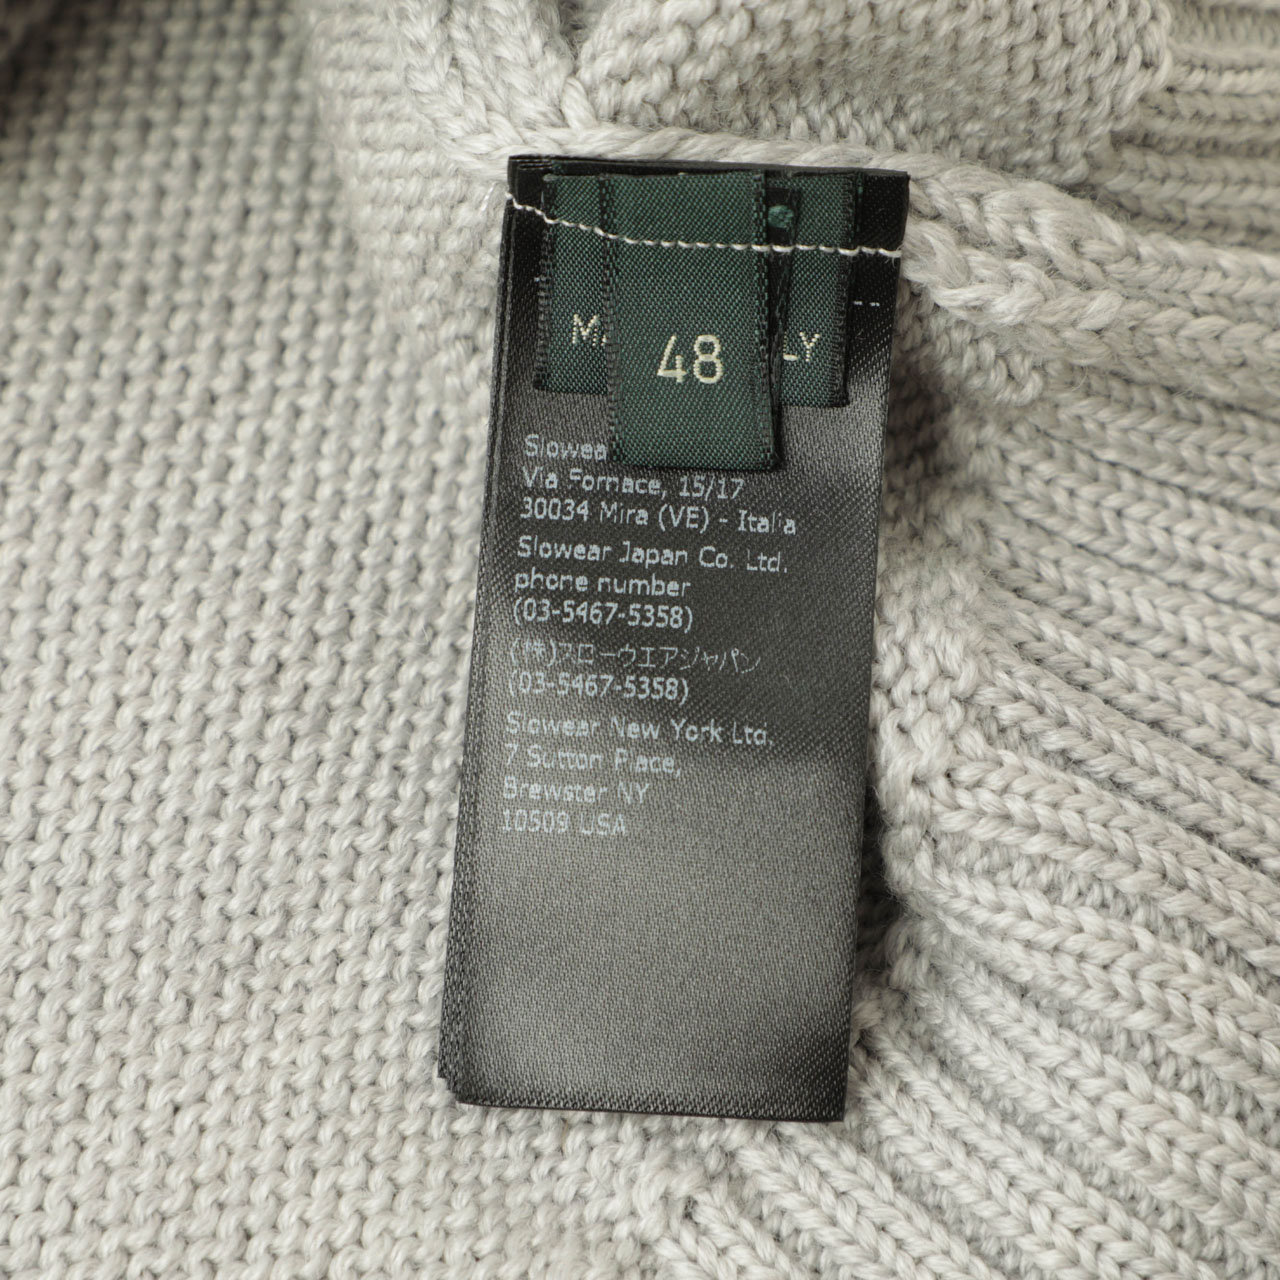 48
Slowea
Via Fornace, 15/17
30034 Mira (VE) - Italia
Slowear Japan Co. Ltd.
phone number
(03-5467-5358)
(株)スローウエアジャパン
(03-5467-5358)
Slowear New York Ltd.
7 Sutton Place,
Brewster NY
10509 USA